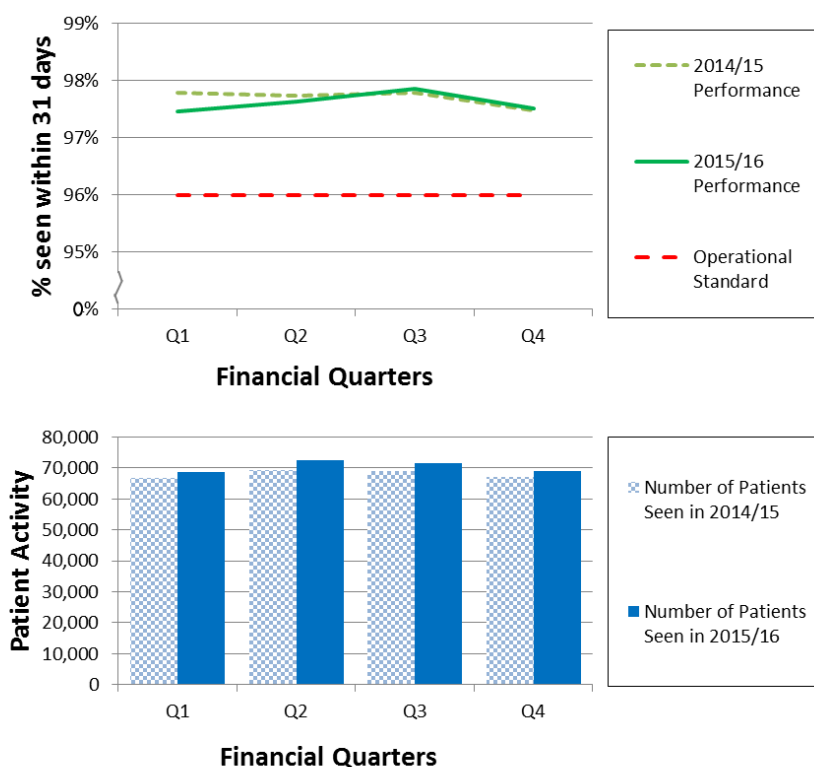 % seen within 31 days
99%
98%
97%
96%
95%
0%
Q1 Q2 Q3 Q4
Financial Quarters
2014/15
Performance
2015/16
Performance
Operational
Standard
Patient Activity
80,000
70,000
60,000
50,000
40,000
30,000
20,000
10,000
0
Q1 Q2 Q3 Q4
Financial Quarters
Number of Patients
Seen in 2014/15
Number of Patients
Seen in 2015/16